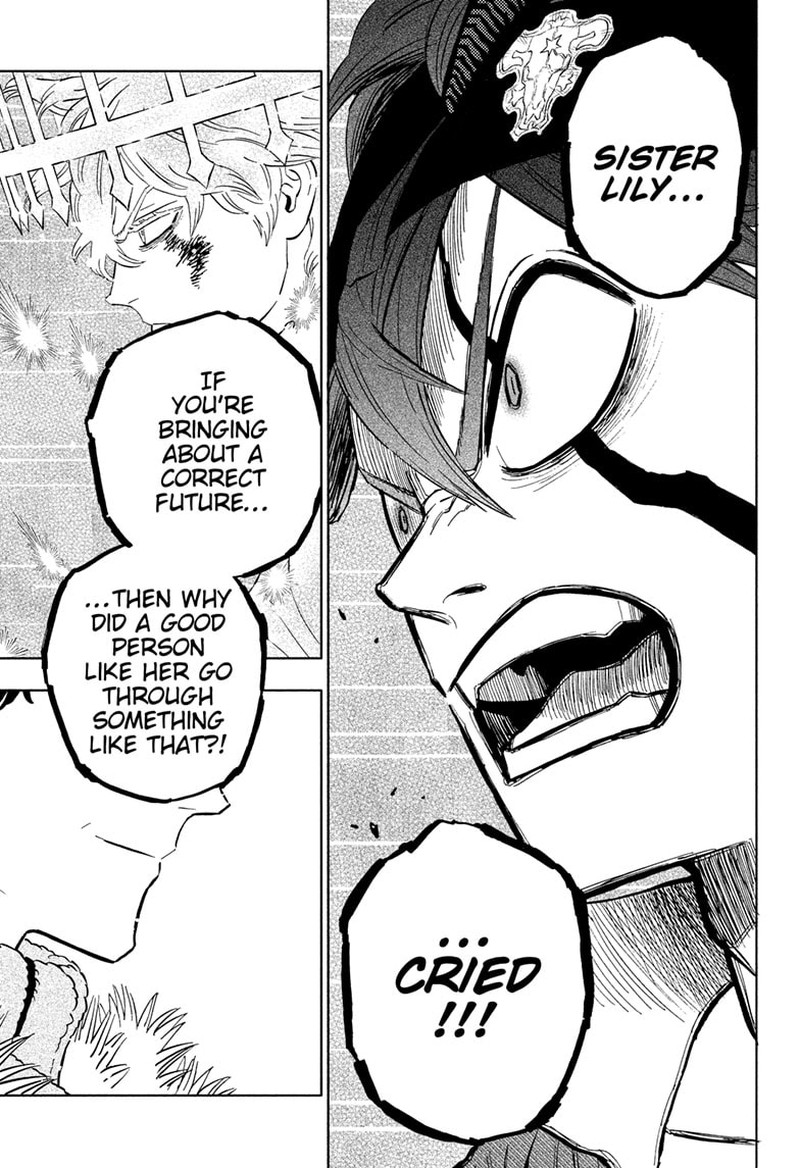 SISTER
LILY...
...
CRIED
!!!
IF
YOU'RE
BRINGING
ABOUT A
CORRECT
FUTURE...
...THEN WHY
DID A GOOD
PERSON
LIKE HER GO
THROUGH
SOMETHING
LIKE THAT?!